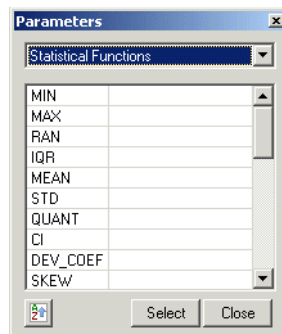 Parameters
Statistical Functions
MIN
MAX
RAN
IQR
MEAN
STD
QUANT
CI
DEV_COEF
SKEW
Select Close